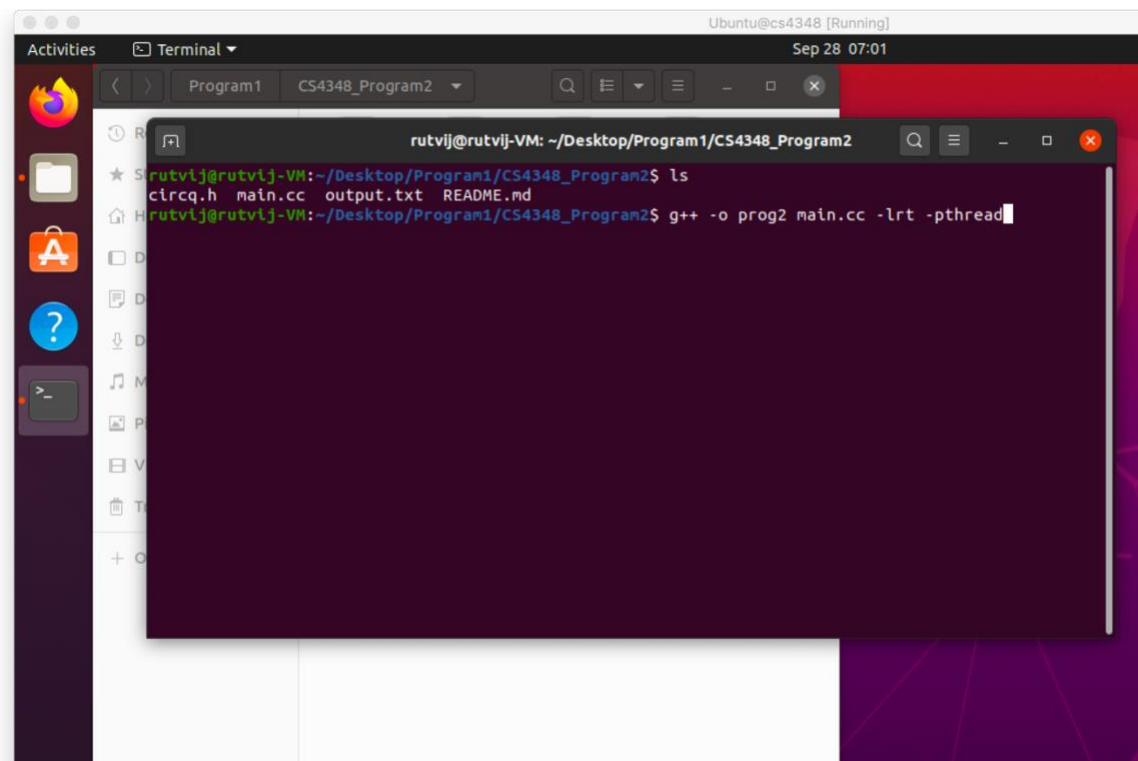 Ubuntu@cs4348 [Running]
Activities Terminal Sep 28 07:01
Program1 CS4348_Program2
rutvij@rutvij-VM: ~/Desktop/Program1/CS4348_Program2
rutvij@rutvij-VM:~/Desktop/Program1/CS4348_Program2$ ls
circq.h main.cc output.txt README.md
rutvij@rutvij-VM:~/Desktop/Program1/CS4348_Program2$ g++ -o prog2 main.cc -lrt -pthread